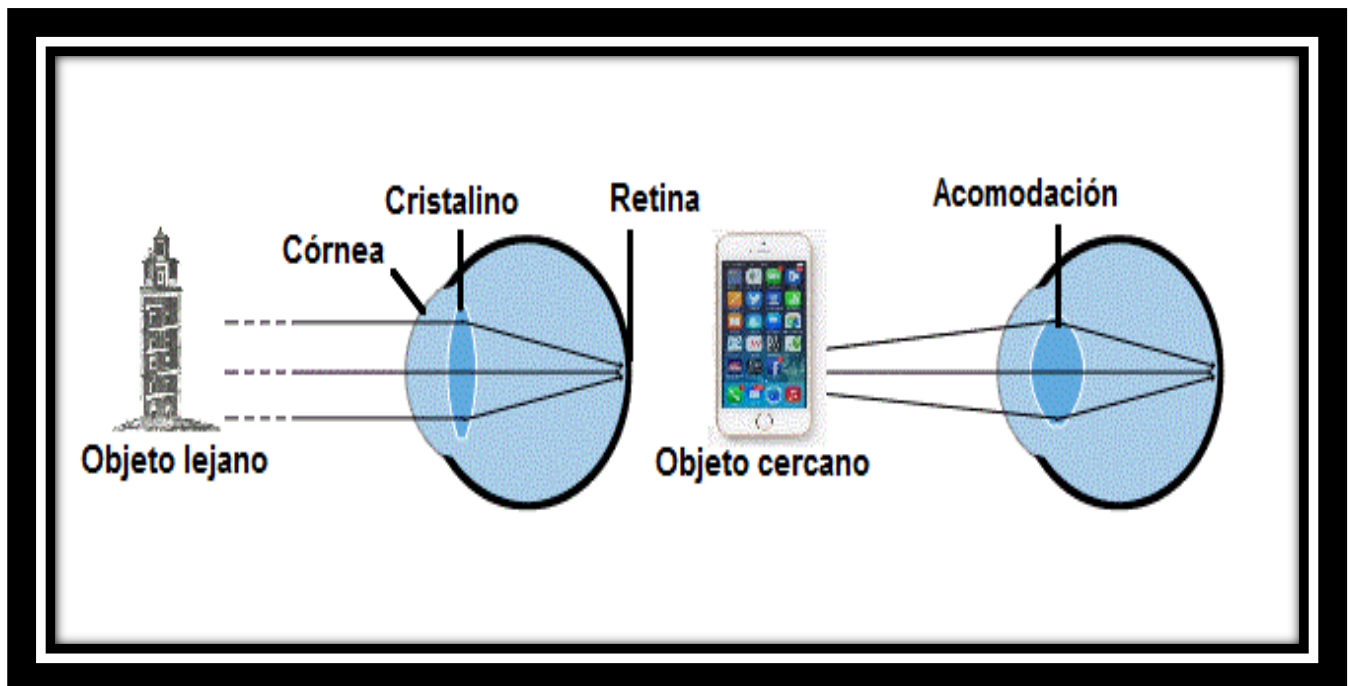 Cristalino
Retina
Acomodación
Córnea
Objeto lejano
Objeto cercano